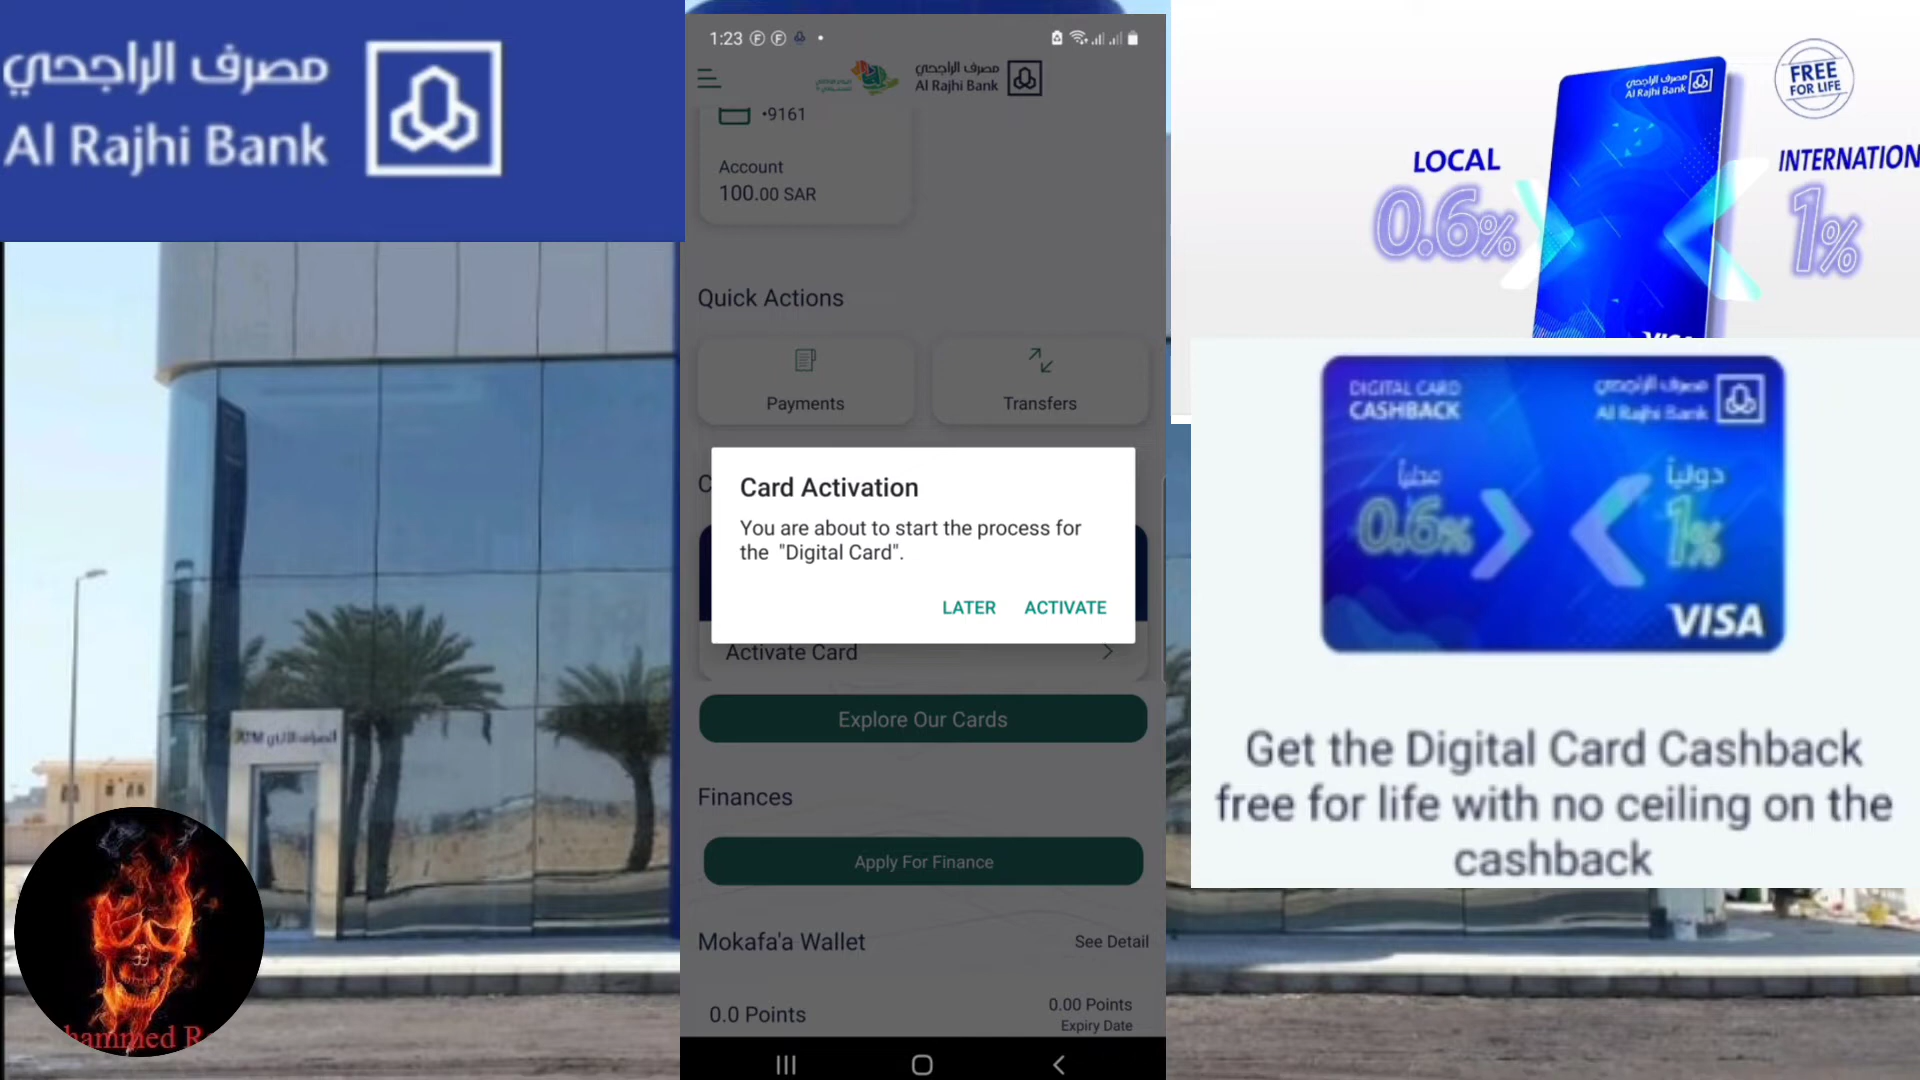 مصرف الراجحي
Al Rajhi Bank
1:23
مصرف الراجحي
Al Rajhi Bank
•9161
Account
100.00 SAR
Quick Actions
Payments
Transfers
C
Card Activation
You are about to start the process for
the "Digital Card".
LATER ACTIVATE
Activate Card
Explore Our Cards
Finances
Apply For Finance
Mokafa'a Wallet
See Detail
0.0 Points
0.00 Points
Expiry Date
مصرف الراجحي
Al Rajhi Bank
FREE
FOR LIFE
LOCAL
0.6%
INTERNATION
1%
VISA
DIGITAL CARD
CASHBACK
مصرف الراجحي
Al Rajhi Bank
محلياً
0.6%
دولياً
1%
VISA
Get the Digital Card Cashback
free for life with no ceiling on the
cashback
ATM الصراف الآلي
hammed R